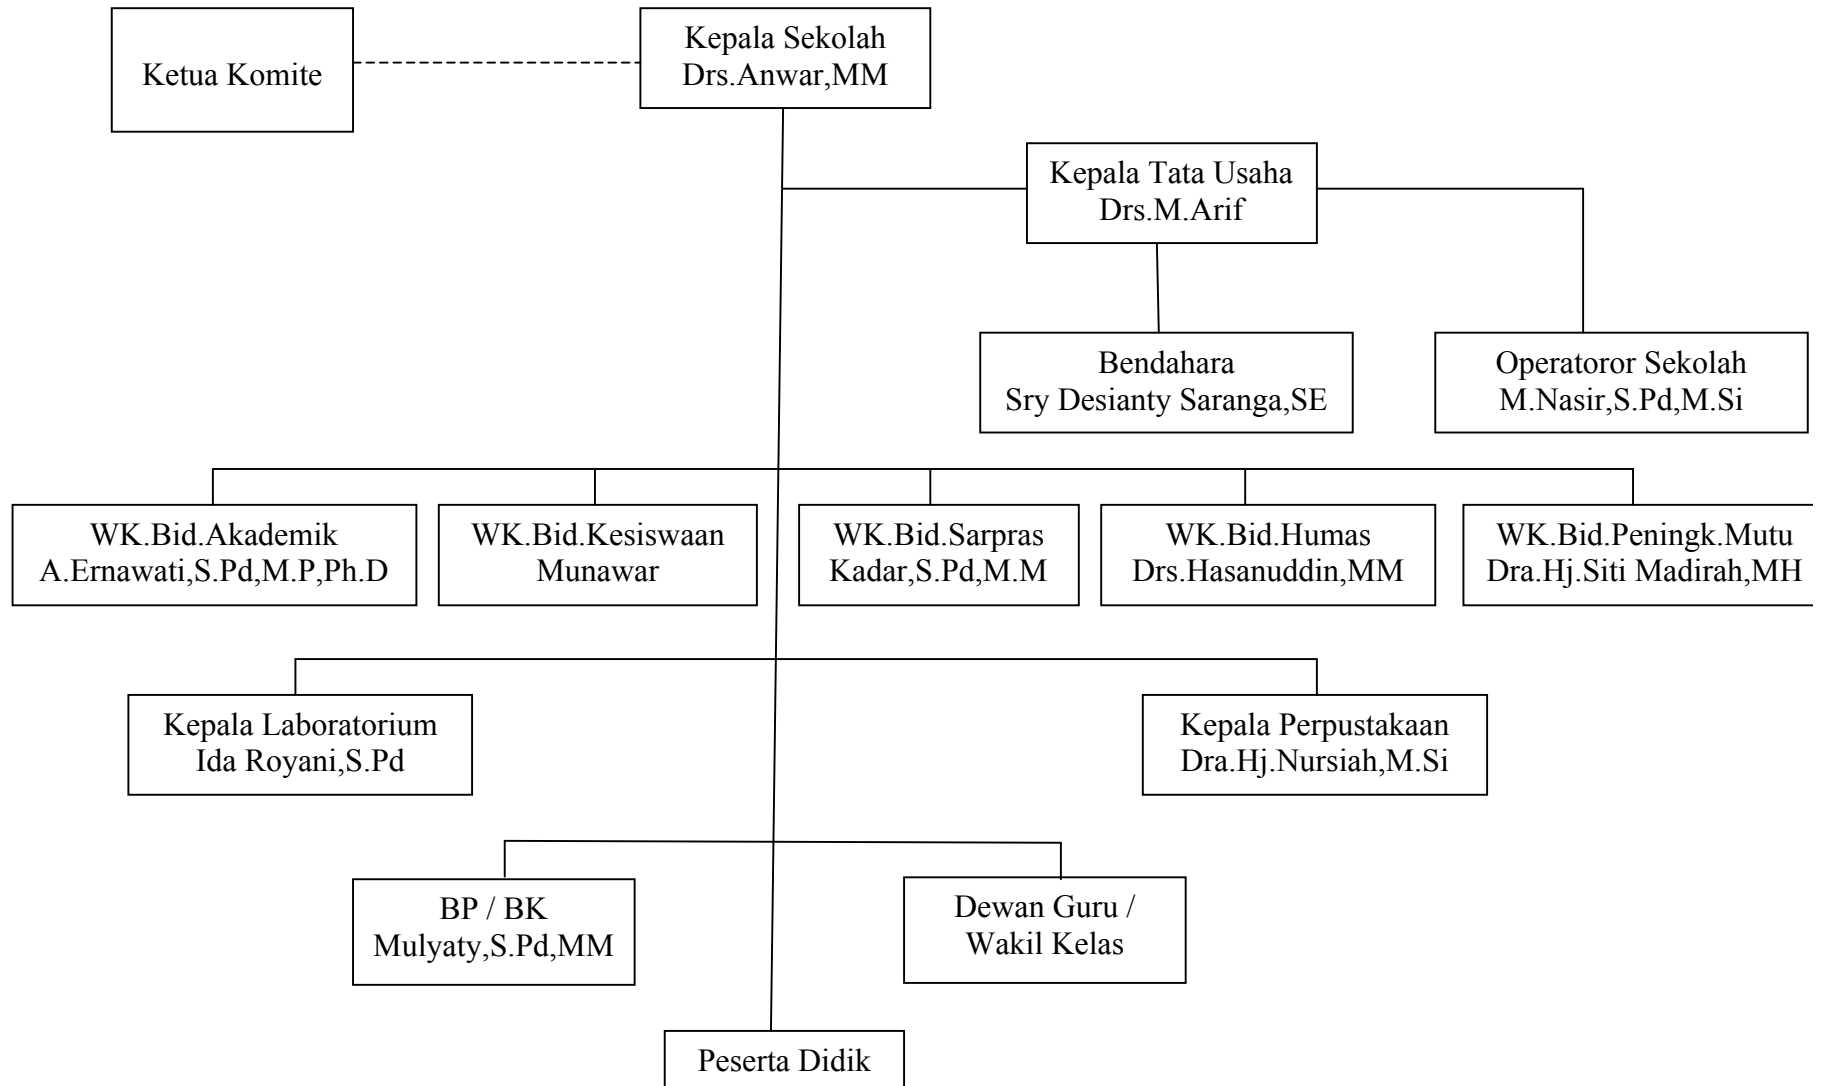 Ketua Komite
Kepala Sekolah
Drs.Anwar,MM
Kepala Tata Usaha
Drs.M.Arif
Bendahara
Sry Desianty Saranga,SE
Operatoror Sekolah
M.Nasir,S.Pd,M.Si
WK.Bid.Akademik
A.Ernawati,S.Pd,M.P,Ph.D
WK.Bid.Kesiswaan
Munawar
WK.Bid.Sarpras
Kadar,S.Pd,M.M
WK.Bid.Humas
Drs.Hasanuddin,MM
WK.Bid.Peningk.Mutu
Dra.Hj.Siti Madirah,MH
Kepala Laboratorium
Ida Royani,S.Pd
Kepala Perpustakaan
Dra.Hj.Nursiah,M.Si
BP / BK
Mulyaty,S.Pd,MM
Dewan Guru /
Wakil Kelas
Peserta Didik